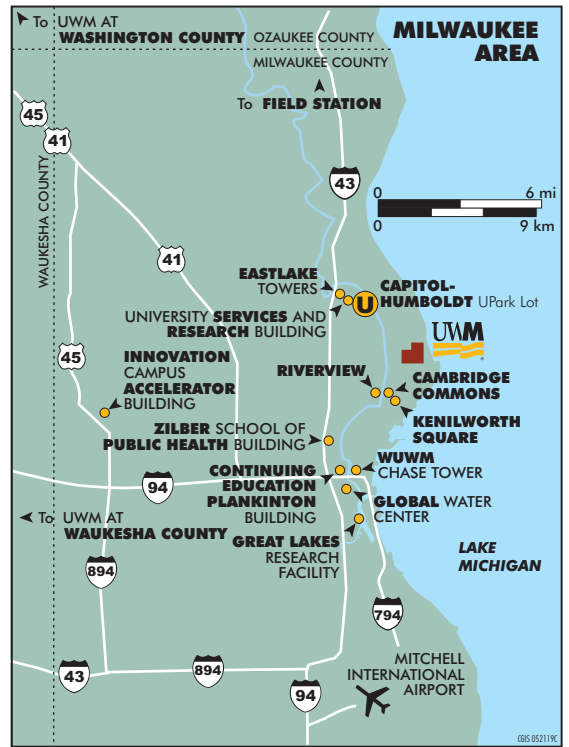 To UWM AT
WASHINGTON COUNTY
OZAUKEE COUNTY
MILWAUKEE COUNTY
MILWAUKEE
AREA
To FIELD STATION
45
41
WAUKESHA COUNTY
43
0 6 mi
0 9 km
41
EASTLAKE
TOWERS
U
CAPITOL-
HUMBOLDT UPark Lot
UNIVERSITY SERVICES AND
RESEARCH BUILDING
UWM
45
INNOVATION
CAMPUS
ACCELERATOR
BUILDING
RIVERVIEW
CAMBRIDGE
COMMONS
KENILWORTH
SQUARE
ZILBER SCHOOL OF
PUBLIC HEALTH BUILDING
WUWM
CHASE TOWER
94
CONTINUING
EDUCATION
PLANKINTON
BUILDING
GLOBAL WATER
CENTER
To UWM AT
WAUKESHA COUNTY
GREAT LAKES
RESEARCH
FACILITY
LAKE
MICHIGAN
894
794
43
894
94
MITCHELL
INTERNATIONAL
AIRPORT
CGIS 052119C